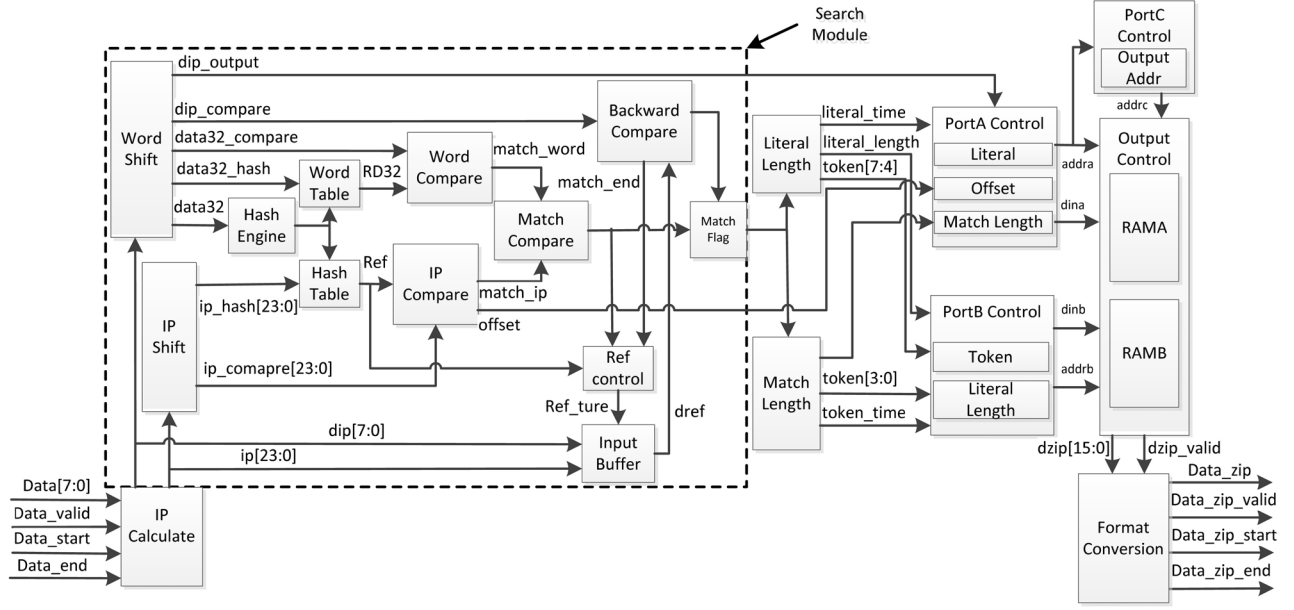 Search
Module
PortC
Control
Output
Addr
addrc
dip_output
Word
Shift
dip_compare
data32_compare
data32_hash
data32
Hash
Engine
Word
Table
RD32
Word
Compare
match_word
Backward
Compare
match_end
Match
Compare
Match
Flag
Hash
Table
Ref
IP
Compare
match_ip
offset
IP
Shift
ip_hash[23:0]
ip_comapre[23:0]
Ref
control
Ref_ture
dref
Input
Buffer
dip[7:0]
ip[23:0]
Data[7:0]
Data_valid
Data_start
Data_end
IP
Calculate
Literal
Length
literal_time
literal_length
token[7:4]
Match
Length
token[3:0]
token_time
PortA Control
Literal
Offset
Match Length
addra
dina
PortB Control
Token
Literal
Length
dinb
addrb
Output
Control
RAMA
RAMB
dzip[15:0]
dzip_valid
Format
Conversion
Data_zip
Data_zip_valid
Data_zip_start
Data_zip_end